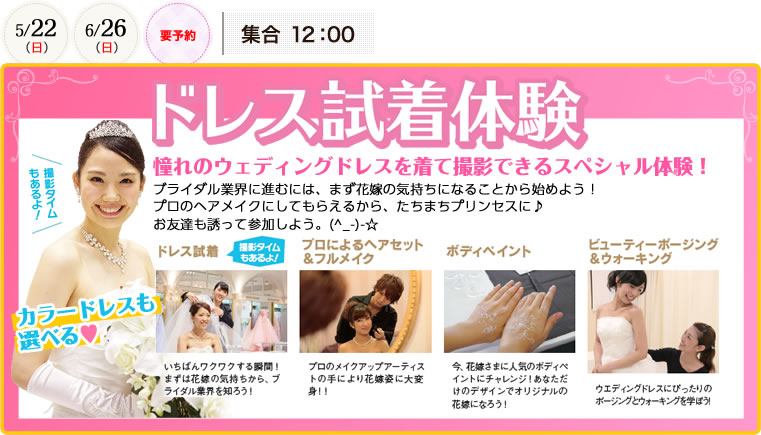 5/22
(日)
6/26
(日)
要予約
集合 12:00
ドレス試着体験
憧れのウェディングドレスを着て撮影できるスペシャル体験！
ブライダル業界に進むには、まず花嫁の気持ちになることから始めよう！
プロのヘアメイクにしてもらえるから、たちまちプリンセスに♪
お友達も誘って参加しよう。(^_-)-☆
撮影タイム
もあるよ！
カラードレスも
選べる♥
ドレス試着
撮影タイム
もあるよ！
いちばんワクワクする瞬間！
まずは花嫁の気持ちから、ブ
ライダル業界を知ろう！
プロによるヘアセット
＆フルメイク
プロのメイクアップアーティス
トの手により花嫁姿に大変
身！！
ボディペイント
今、花嫁さまに人気のボディペ
イントにチャレンジ！あなただ
けのデザインでオリジナルの
花嫁になろう！
ビューティーポージング
＆ウォーキング
ウエディングドレスにぴったりの
ポージングとウォーキングを学ぼう！